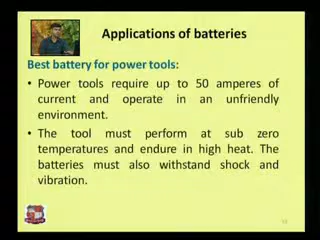 Applications of batteries
Best battery for power tools:
• Power tools require up to 50 amperes of
current and operate in an unfriendly
environment.
• The tool must perform at sub zero
temperatures and endure in high heat. The
batteries must also withstand shock and
vibration.